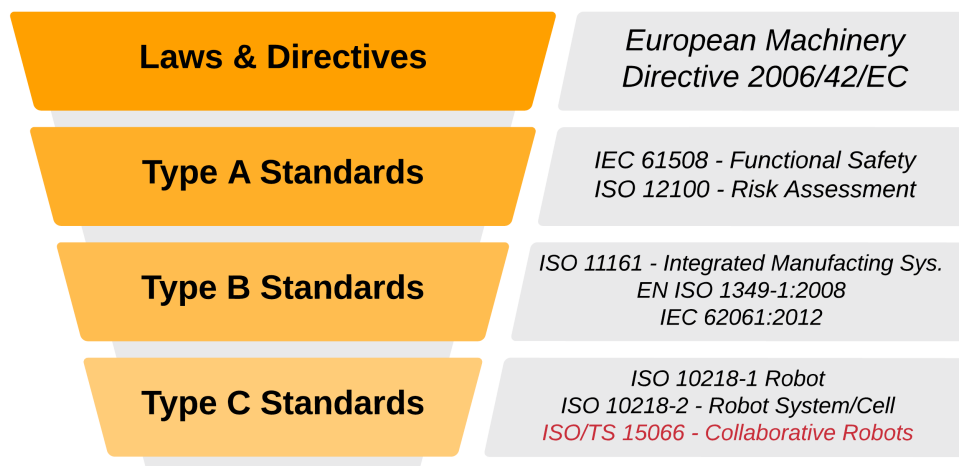 Laws & Directives
European Machinery
Directive 2006/42/EC
Type A Standards
IEC 61508 - Functional Safety
ISO 12100 - Risk Assessment
Type B Standards
ISO 11161 - Integrated Manufacting Sys.
EN ISO 1349-1:2008
IEC 62061:2012
Type C Standards
ISO 10218-1 Robot
ISO 10218-2 - Robot System/Cell
ISO/TS 15066 - Collaborative Robots